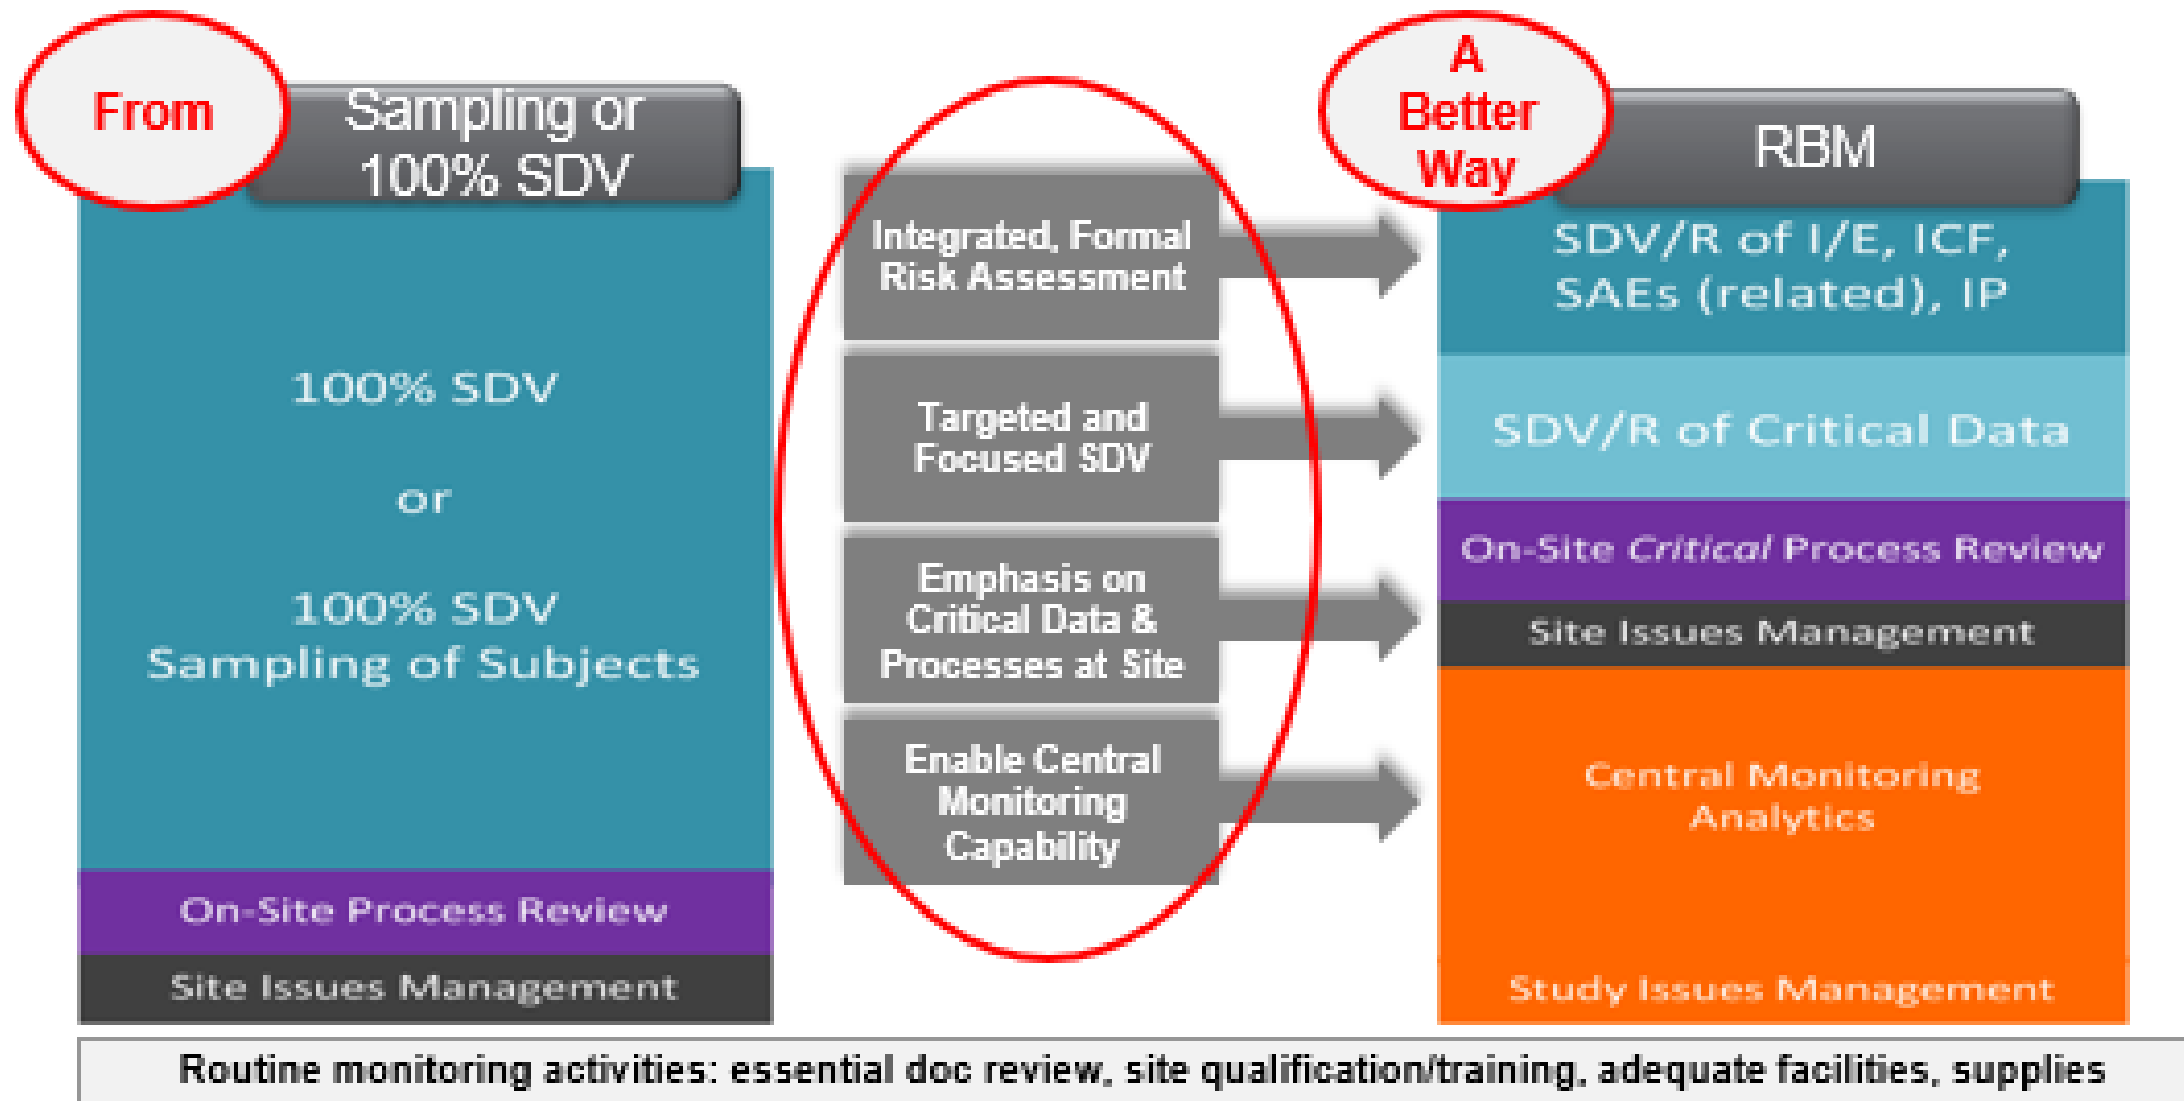 From
Sampling or
100% SDV
100% SDV
or
100% SDV
Sampling of Subjects
On-Site Process Review
Site Issues Management
Integrated, Formal
Risk Assessment
Targeted and
Focused SDV
Emphasis on
Critical Data &
Processes at Site
Enable Central
Monitoring
Capability
A
Better
Way
RBM
SDV/R of I/E, ICF,
SAEs (related), IP
SDV/R of Critical Data
On-Site Critical Process Review
Site Issues Management
Central Monitoring
Analytics
Study Issues Management
Routine monitoring activities: essential doc review, site qualification/training, adequate facilities, supplies